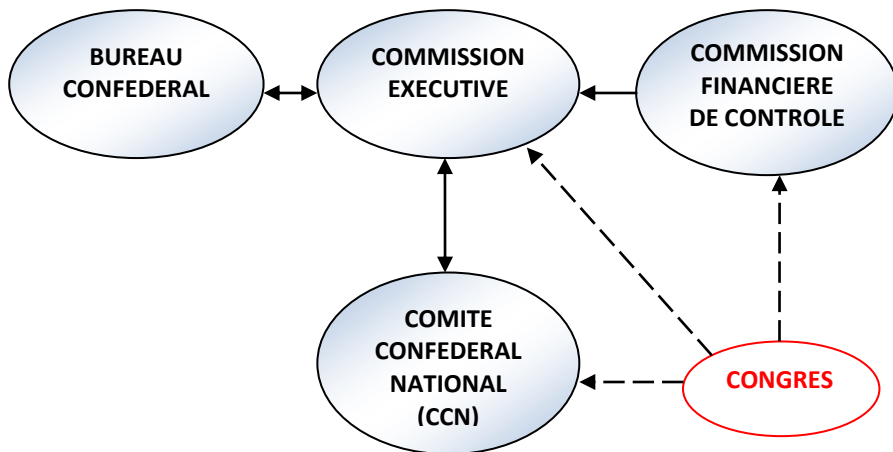 BUREAU
CONFEDERAL
COMMISSION
EXECUTIVE
COMMISSION
FINANCIERE
DE CONTROLE
COMITE
CONFEDERAL
NATIONAL
(CCN)
CONGRES